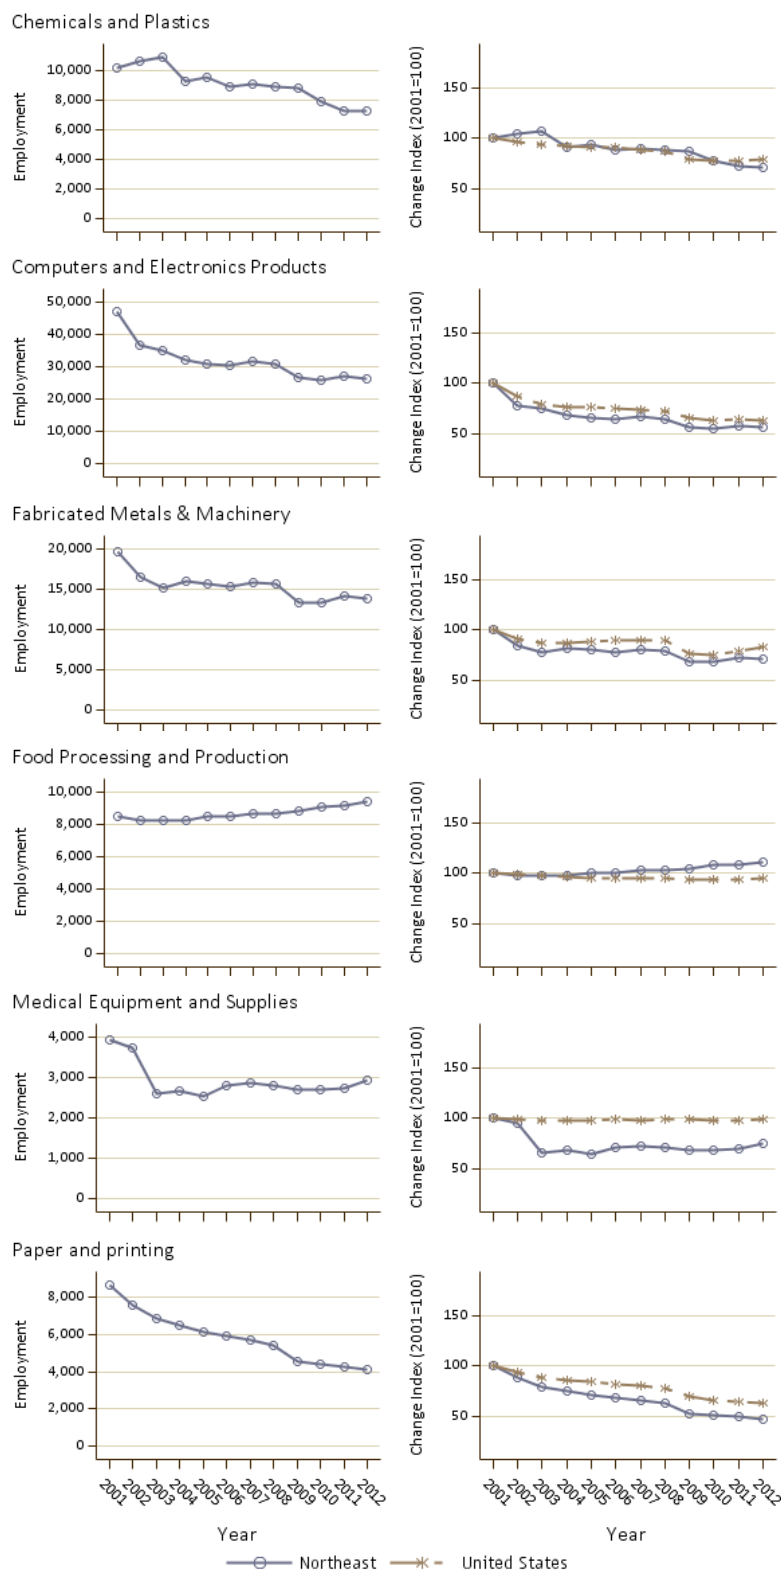 Chemicals and Plastics
Employment
10,000
8,000
6,000
4,000
2,000
0
Change Index (2001=100)
150
100
50
Computers and Electronics Products
Employment
50,000
40,000
30,000
20,000
10,000
0
Change Index (2001=100)
150
100
50
Fabricated Metals & Machinery
Employment
20,000
15,000
10,000
5,000
0
Change Index (2001=100)
150
100
50
Food Processing and Production
Employment
10,000
8,000
6,000
4,000
2,000
0
Change Index (2001=100)
150
100
50
Medical Equipment and Supplies
Employment
4,000
3,000
2,000
1,000
0
Change Index (2001=100)
150
100
50
Paper and printing
Employment
8,000
6,000
4,000
2,000
0
Change Index (2001=100)
150
100
50
2001 2002 2003 2004 2005 2006 2007 2008 2009 2010 2011 2012
2001 2002 2003 2004 2005 2006 2007 2008 2009 2010 2011 2012
Year
Year
Northeast
United States